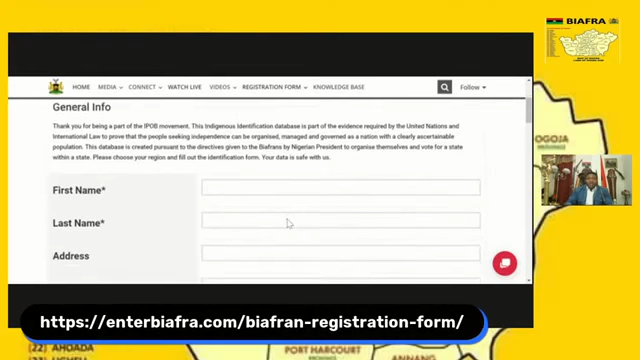 BIAFRA
HOME MEDIA CONNECT WATCH LIVE VIDEOS REGISTRATION FORM KNOWLEDGE BASE Follow
General Info
Thank you for being a part of the IPOB movement. This Indigenous Identification database is part of the evidence required by the United Nations and
International Law to prove that the people seeking independence can be organised, managed and governed as a nation with a clearly ascertainable
population. This database is created pursuant to the directives given to the Biafrans by Nigerian President to organise themselves and vote for a state
within a state. Please choose your region and fill out the identification form. Your data is safe with us.
First Name*
Last Name*
Address
OGOJA
https://enterbiafra.com/biafran-registration-form/
[22] AHOADA
PORT HARCOURT
ANNANG